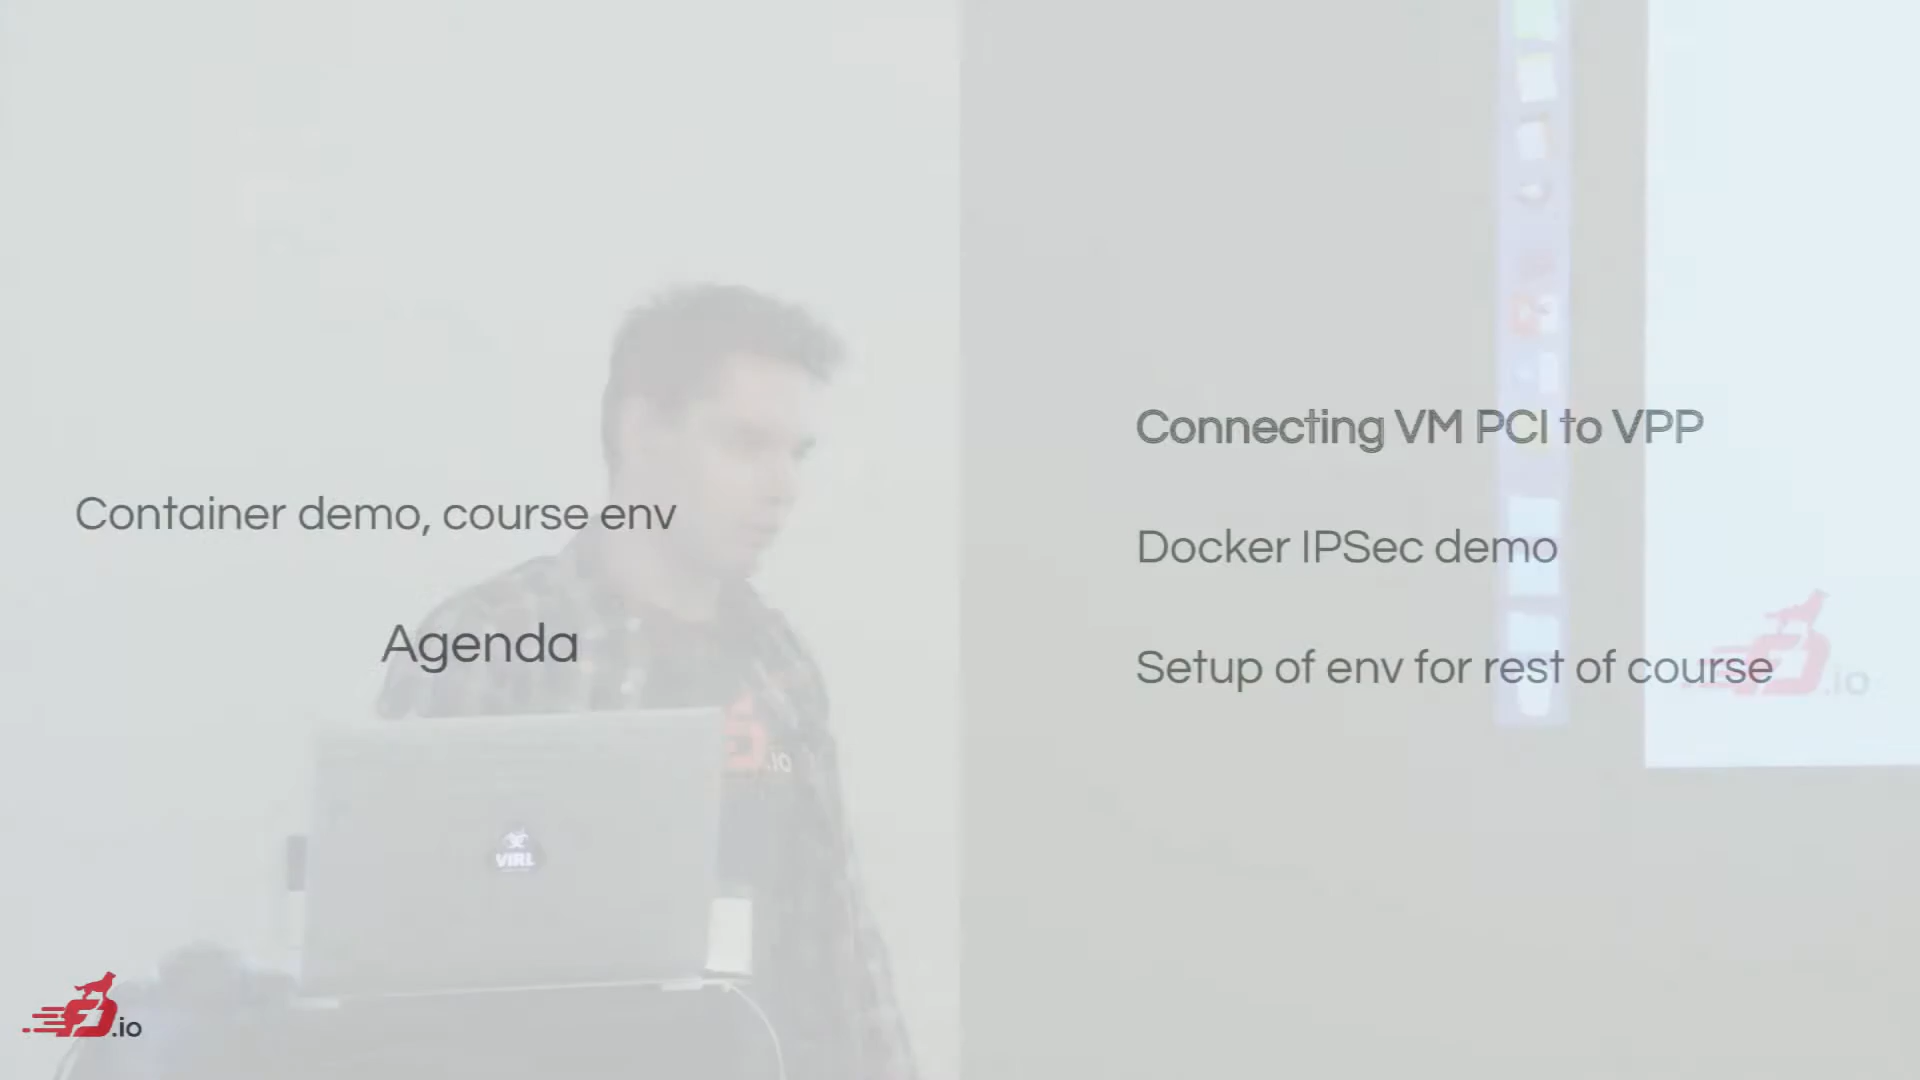 Container demo, course env
Agenda
Connecting VM PCI to VPP
Docker IPSec demo
Setup of env for rest of course
.io
.io
VIRL
.io